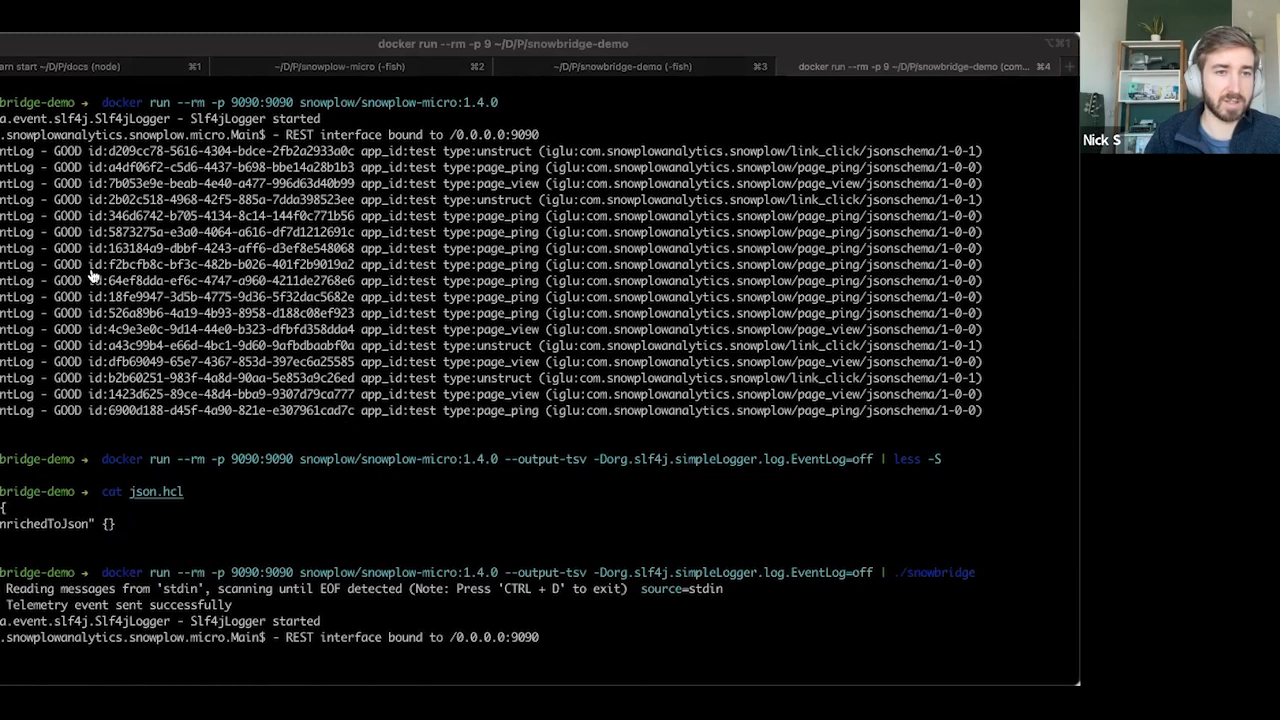 docker run --rm -p 9 ~/D/P/snowbridge-demo
⌥⌘1
arn start ~/D/P/docs (node) ⌘1 ~/D/P/snowplow-micro (-fish) ⌘2 ~/D/P/snowbridge-demo (-fish) ⌘3 docker run --rm -p 9 ~/D/P/snowbridge-demo (com... ⌘4 +
bridge-demo → docker run --rm -p 9090:9090 snowplow/snowplow-micro:1.4.0
a.event.slf4j.Slf4jLogger - Slf4jLogger started
.snowplowanalytics.snowplow.micro.Main$ - REST interface bound to /0.0.0.0:9090
ntLog - GOOD id:d209cc78-5616-4304-bdce-2fb2a2933a0c app_id:test type:unstruct (iglu:com.snowplowanalytics.snowplow/link_click/jsonschema/1-0-1)
ntLog - GOOD id:a4df06f2-c5d6-4437-b698-bbe14a28b1b3 app_id:test type:page_ping (iglu:com.snowplowanalytics.snowplow/page_ping/jsonschema/1-0-0)
ntLog - GOOD id:7b053e9e-beab-4e40-a477-996d63d40b99 app_id:test type:page_view (iglu:com.snowplowanalytics.snowplow/page_view/jsonschema/1-0-0)
ntLog - GOOD id:2b02c518-4968-42f5-885a-7dda398523ee app_id:test type:unstruct (iglu:com.snowplowanalytics.snowplow/link_click/jsonschema/1-0-1)
ntLog - GOOD id:346d6742-b705-4134-8c14-144f0c771b56 app_id:test type:page_ping (iglu:com.snowplowanalytics.snowplow/page_ping/jsonschema/1-0-0)
ntLog - GOOD id:5873275a-e3a0-4064-a616-df7d1212691c app_id:test type:page_ping (iglu:com.snowplowanalytics.snowplow/page_ping/jsonschema/1-0-0)
ntLog - GOOD id:163184a9-dbbf-4243-aff6-d3ef8e548068 app_id:test type:page_ping (iglu:com.snowplowanalytics.snowplow/page_ping/jsonschema/1-0-0)
ntLog - GOOD id:f2bcfb8c-bf3c-482b-b026-401f2b9019a2 app_id:test type:page_ping (iglu:com.snowplowanalytics.snowplow/page_ping/jsonschema/1-0-0)
ntLog - GOOD id:64ef8dda-ef6c-4747-a960-4211de2768e6 app_id:test type:page_ping (iglu:com.snowplowanalytics.snowplow/page_ping/jsonschema/1-0-0)
ntLog - GOOD id:18fe9947-3d5b-4775-9d36-5f32dac5682e app_id:test type:page_ping (iglu:com.snowplowanalytics.snowplow/page_ping/jsonschema/1-0-0)
ntLog - GOOD id:526a89b6-4a19-4b93-8958-d188c08ef923 app_id:test type:page_ping (iglu:com.snowplowanalytics.snowplow/page_ping/jsonschema/1-0-0)
ntLog - GOOD id:4c9e3e0c-9d14-44e0-b323-dfbfd358dda4 app_id:test type:page_view (iglu:com.snowplowanalytics.snowplow/page_view/jsonschema/1-0-0)
ntLog - GOOD id:a43c99b4-e66d-4bc1-9d60-9afbdbaabf0a app_id:test type:unstruct (iglu:com.snowplowanalytics.snowplow/link_click/jsonschema/1-0-1)
ntLog - GOOD id:dfb69049-65e7-4367-853d-397ec6a25585 app_id:test type:page_view (iglu:com.snowplowanalytics.snowplow/page_view/jsonschema/1-0-0)
ntLog - GOOD id:b2b60251-983f-4a8d-90aa-5e853a9c26ed app_id:test type:unstruct (iglu:com.snowplowanalytics.snowplow/link_click/jsonschema/1-0-1)
ntLog - GOOD id:1423d625-89ce-48d4-bba9-9307d79ca777 app_id:test type:page_view (iglu:com.snowplowanalytics.snowplow/page_view/jsonschema/1-0-0)
ntLog - GOOD id:6900d188-d45f-4a90-821e-e307961cad7c app_id:test type:page_ping (iglu:com.snowplowanalytics.snowplow/page_ping/jsonschema/1-0-0)
bridge-demo → docker run --rm -p 9090:9090 snowplow/snowplow-micro:1.4.0 --output-tsv -Dorg.slf4j.simpleLogger.log.EventLog=off | less -S
bridge-demo → cat json.hcl
{
nrichedToJson" {}
bridge-demo → docker run --rm -p 9090:9090 snowplow/snowplow-micro:1.4.0 --output-tsv -Dorg.slf4j.simpleLogger.log.EventLog=off | ./snowbridge
Reading messages from 'stdin', scanning until EOF detected (Note: Press 'CTRL + D' to exit) source=stdin
Telemetry event sent successfully
a.event.slf4j.Slf4jLogger - Slf4jLogger started
.snowplowanalytics.snowplow.micro.Main$ - REST interface bound to /0.0.0.0:9090
Nick S